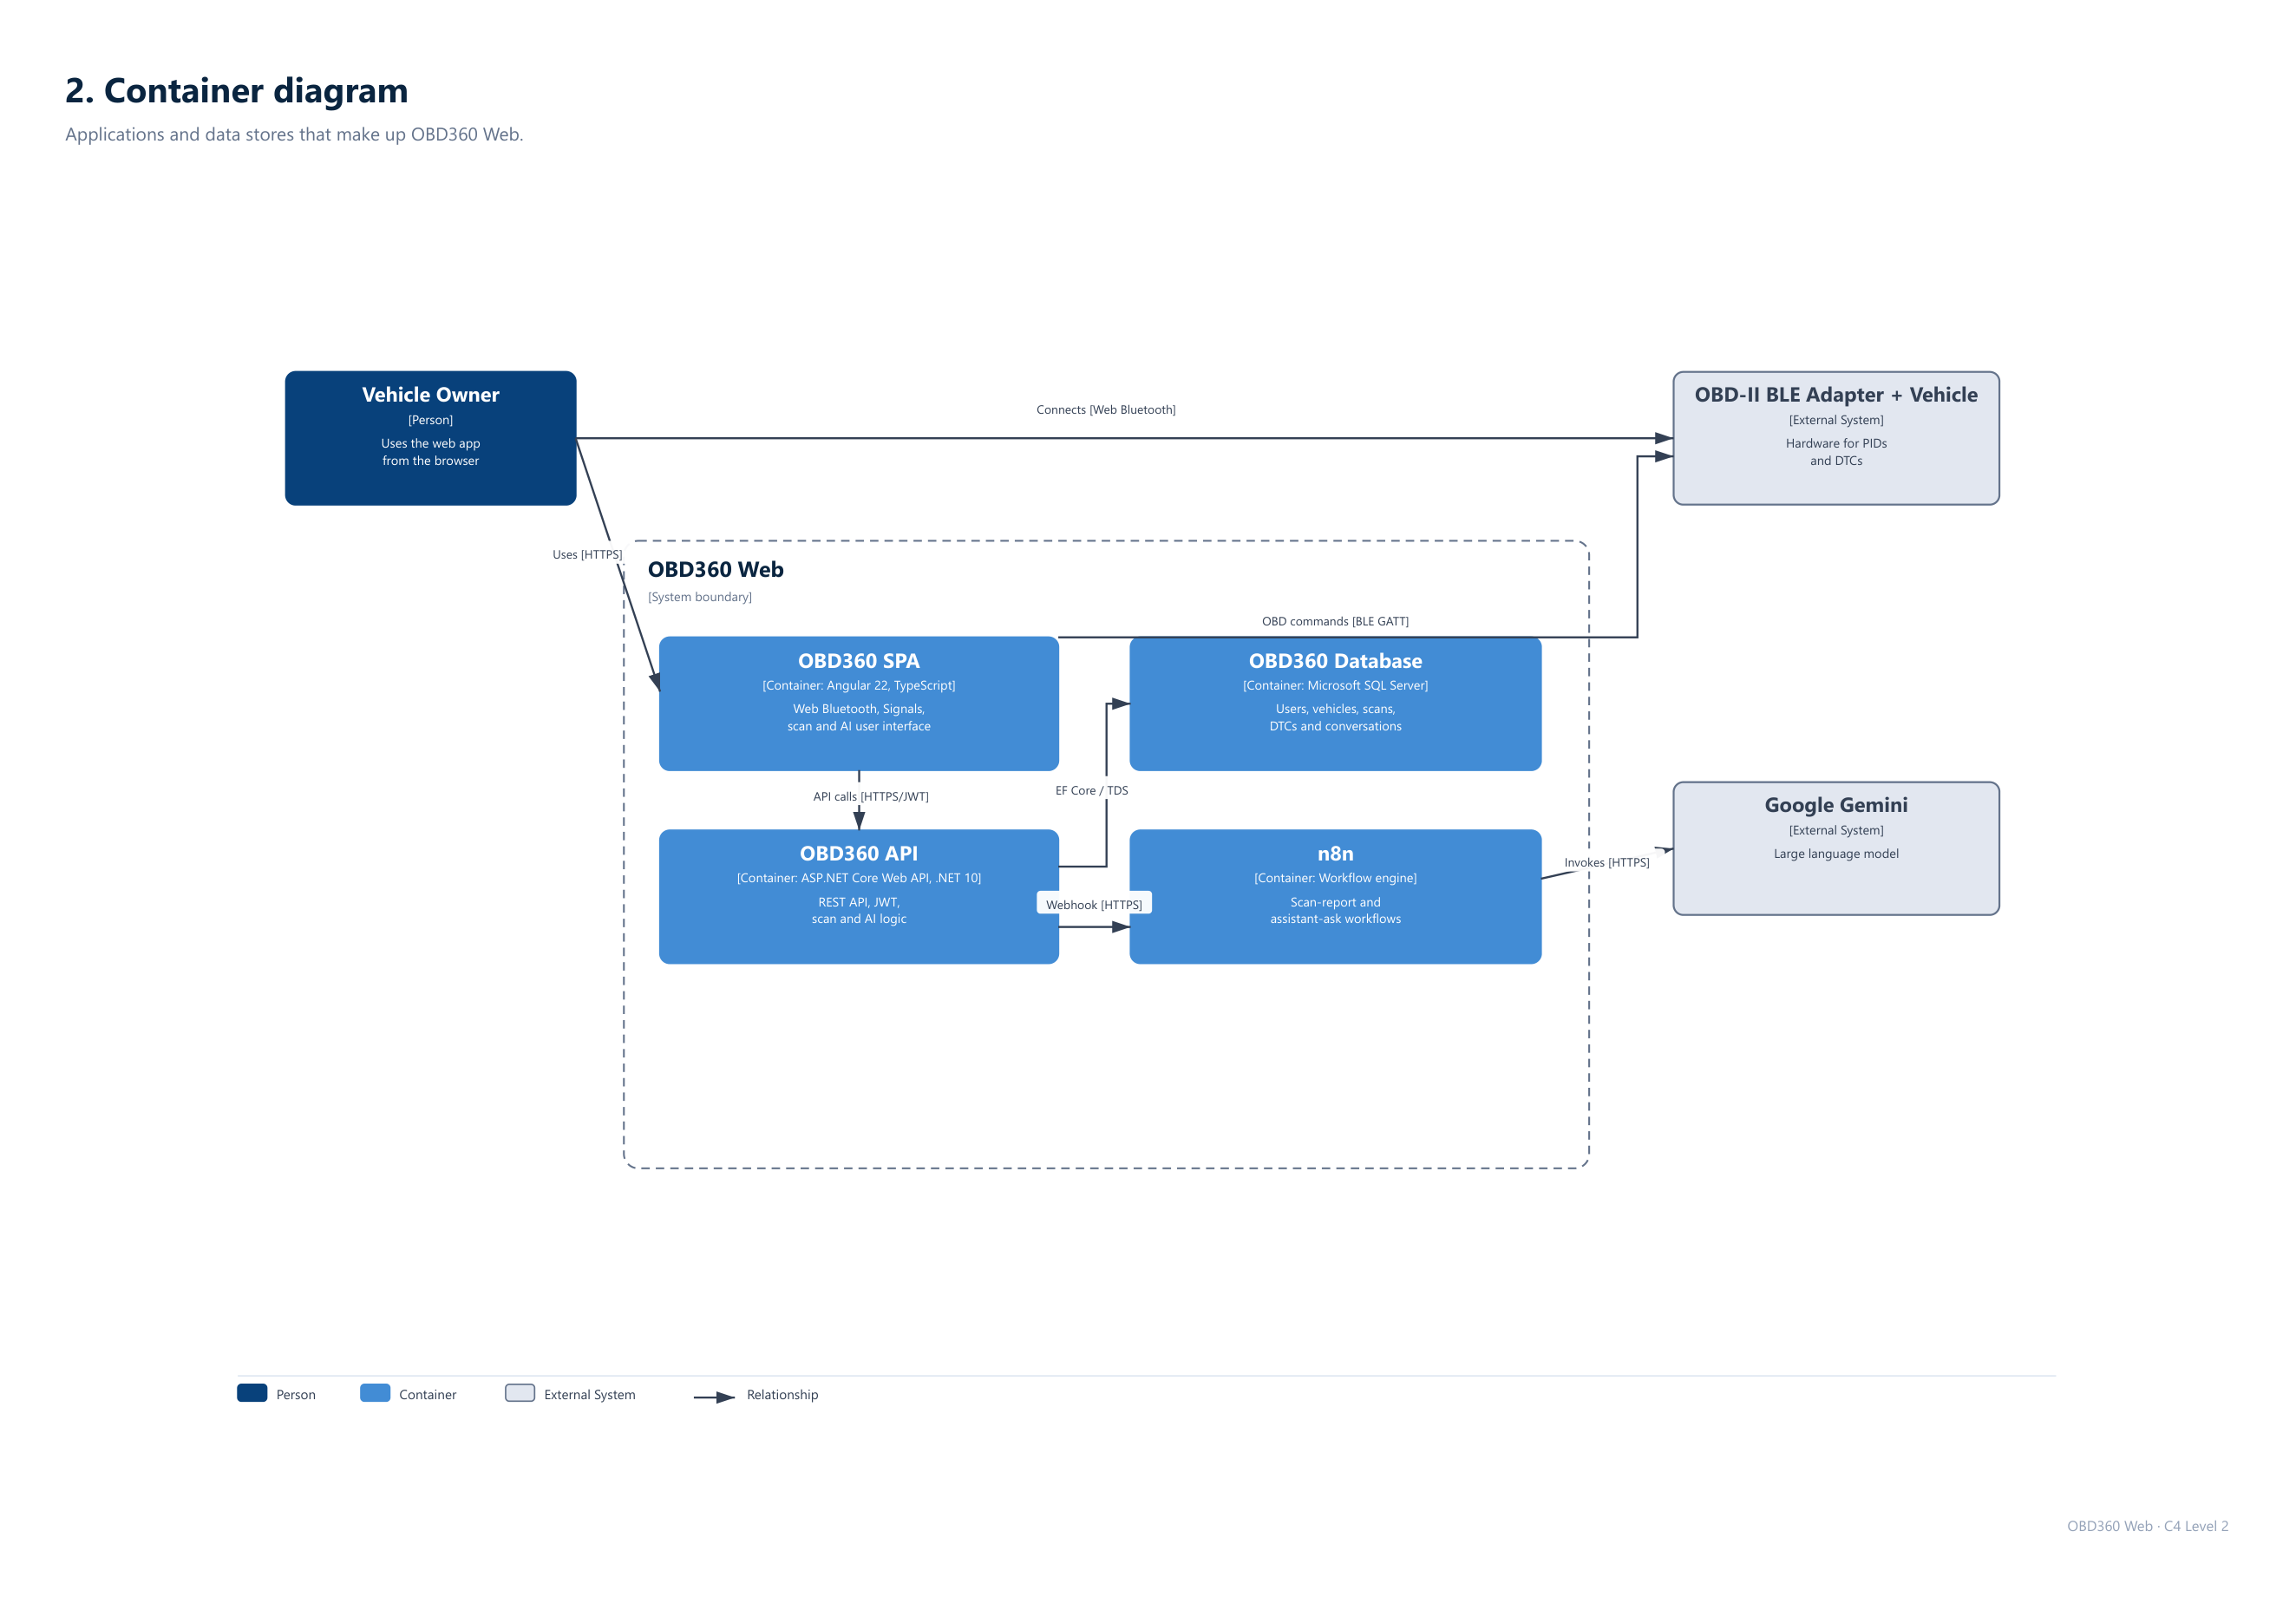 2. Container diagram
Applications and data stores that make up OBD360 Web.
Vehicle Owner
[Person]
Uses the web app
from the browser
Connects [Web Bluetooth]
OBD-II BLE Adapter + Vehicle
[External System]
Hardware for PIDs
and DTCs
Uses [HTTPS]
OBD360 Web
[System boundary]
OBD commands [BLE GATT]
OBD360 SPA
[Container: Angular 22, TypeScript]
Web Bluetooth, Signals,
scan and AI user interface
OBD360 Database
[Container: Microsoft SQL Server]
Users, vehicles, scans,
DTCs and conversations
API calls [HTTPS/JWT]
EF Core / TDS
OBD360 API
[Container: ASP.NET Core Web API, .NET 10]
REST API, JWT,
scan and AI logic
Webhook [HTTPS]
n8n
[Container: Workflow engine]
Scan-report and
assistant-ask workflows
Invokes [HTTPS]
Google Gemini
[External System]
Large language model
Person
Container
External System
Relationship
OBD360 Web · C4 Level 2